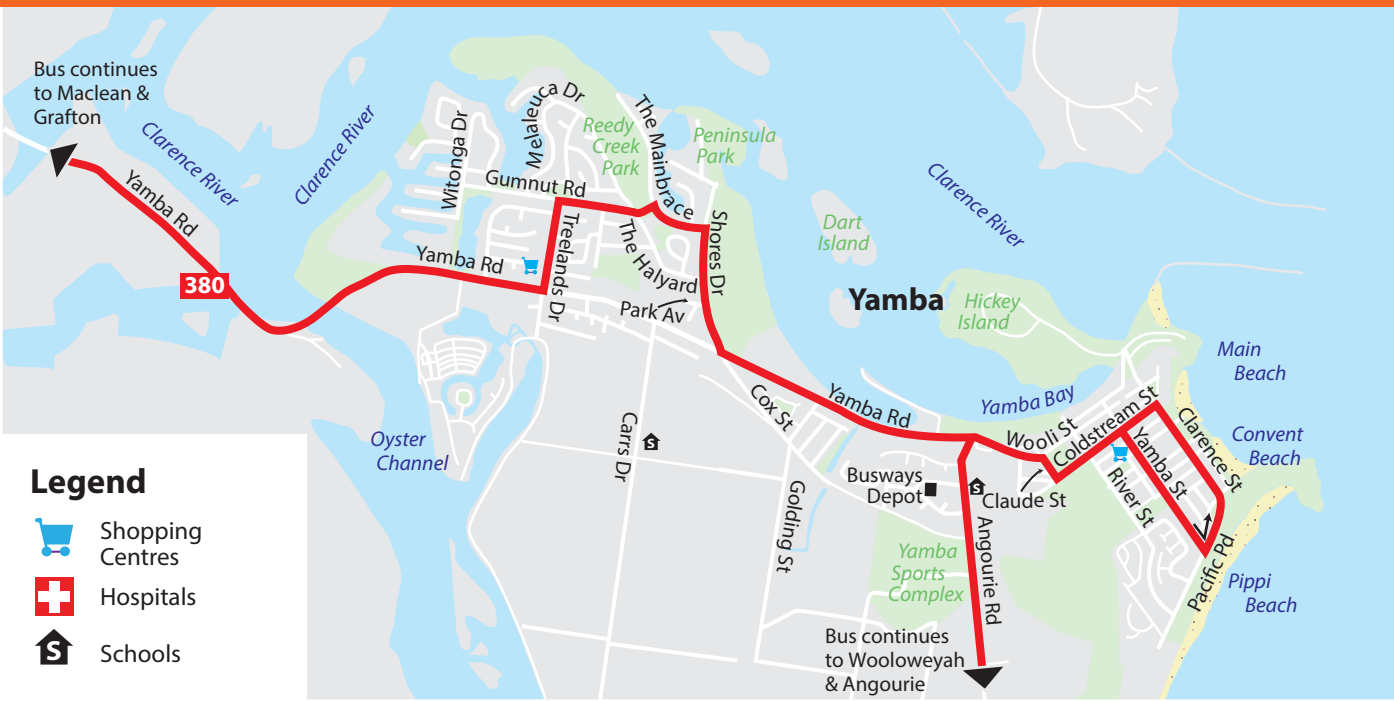 Bus continues
to Maclean &
Grafton
Clarence River
Clarence River
Yamba Rd
380
Witonga Dr
Melaleuca Dr
Gumnut Rd
Reedy
Creek
Park
The Mainbrace
Peninsula
Park
Yamba Rd
Treelands Dr
The Halyard
Shores Dr
Park Av
Dart
Island
Clarence River
Yamba
Hickey
Island
Main
Beach
Convent
Beach
Oyster
Channel
Carrs Dr
S
Cox St
Golding St
Yamba Rd
Yamba Bay
Wooli St
Coldstream St
Clarence St
Yamba St
River St
Busways
Depot
S
Claude St
Angourie Rd
Yamba
Sports
Complex
Pacific Pd
Pippi
Beach
Bus continues
to Wooloweyah
& Angourie
Legend
Shopping
Centres
Hospitals
S
Schools